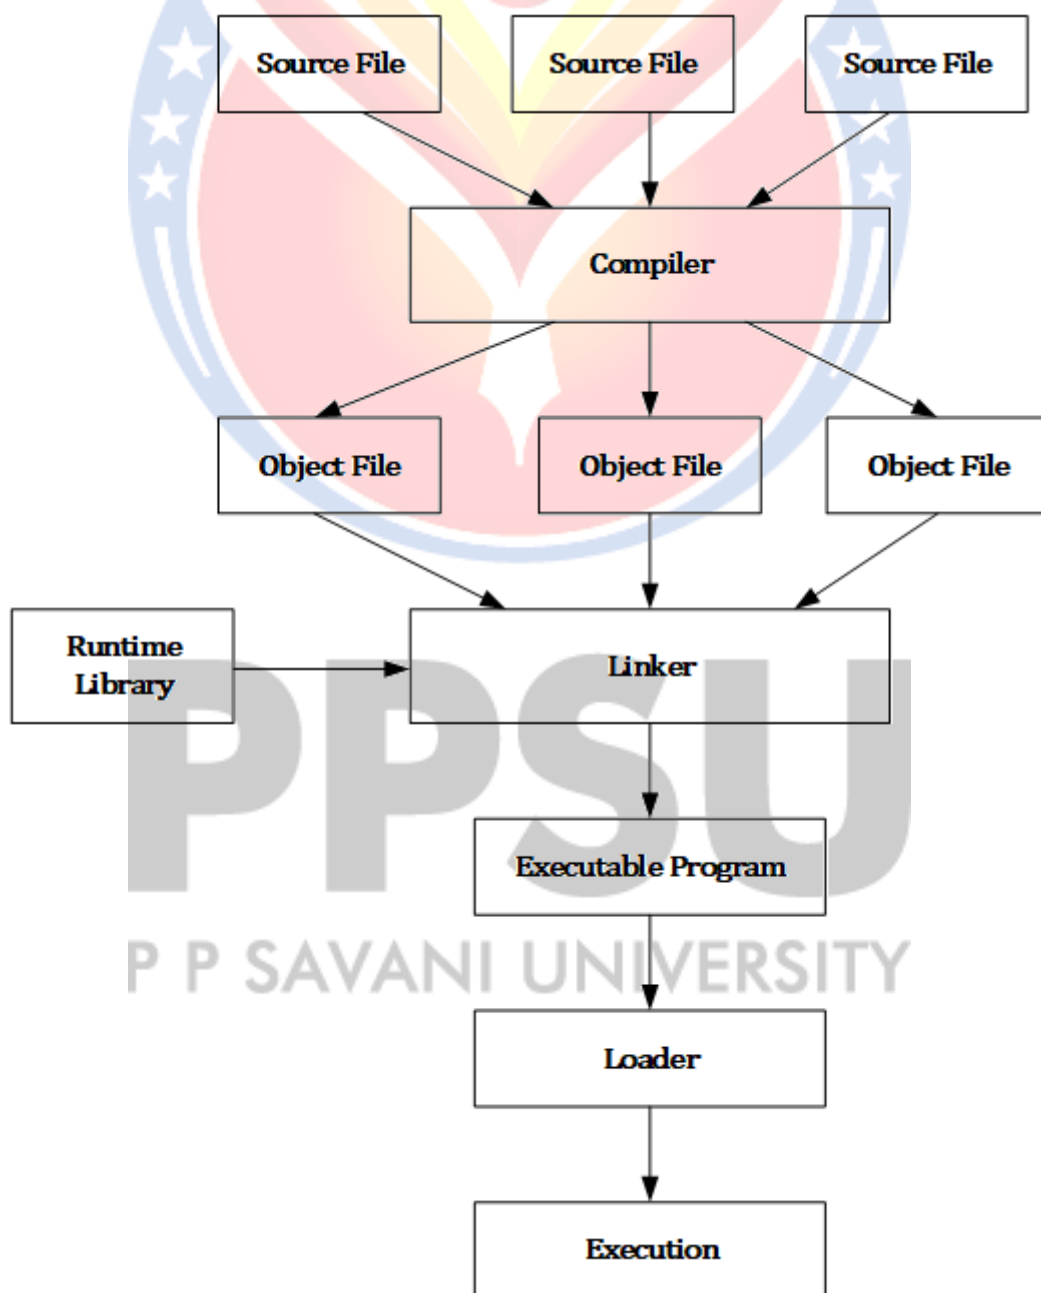 Source File
Source File
Source File
Compiler
Object File
Object File
Object File
Runtime
Library
Linker
PPSU
Executable Program
P P SAVANI UNIVERSITY
Loader
Execution